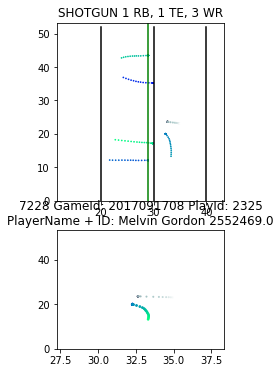 SHOTGUN 1 RB, 1 TE, 3 WR
50
40
30
20
10
0
20 30 40
7228 GameId: 2017091708 PlayId: 2325
PlayerName + ID: Melvin Gordon 2552469.0
40
20
0
27.5 30.0 32.5 35.0 37.5